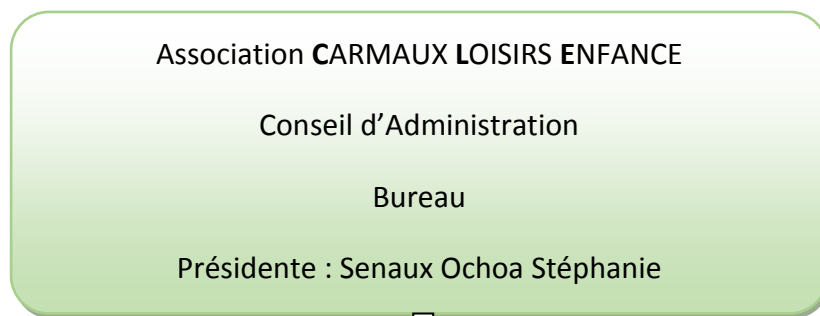 Association CARMAUX LOISIRS ENFANCE
Conseil d’Administration
Bureau
Présidente : Senaux Ochoa Stéphanie